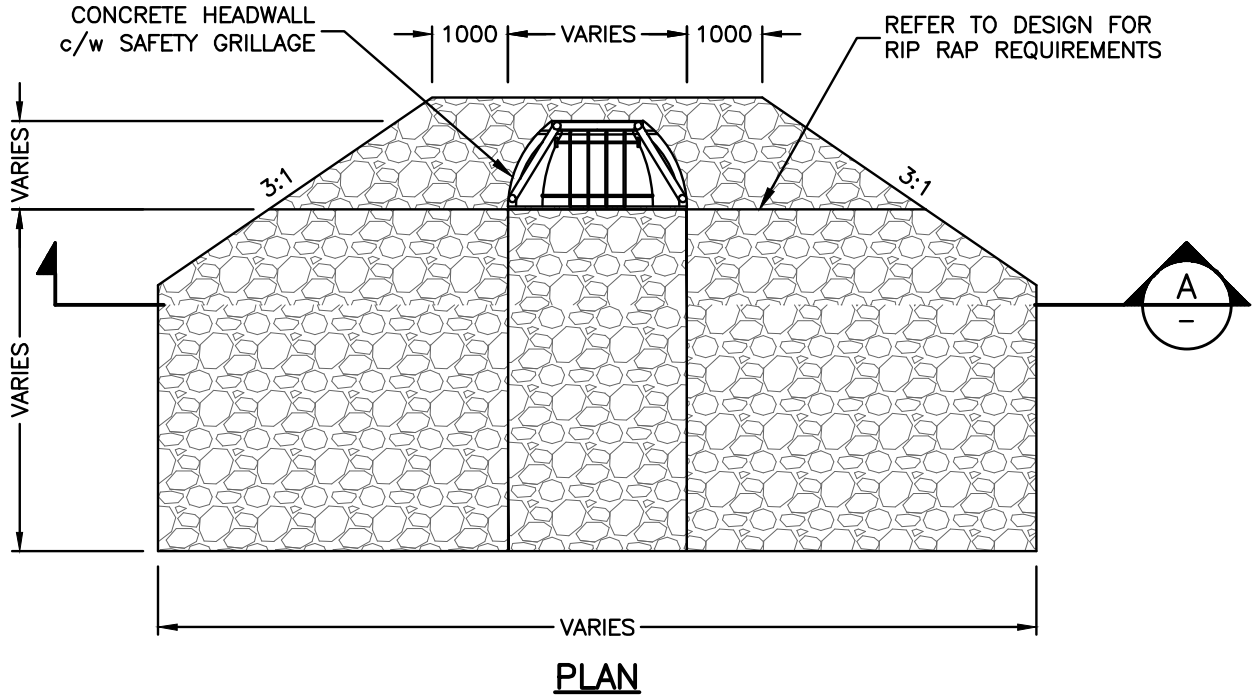 CONCRETE HEADWALL
c/w SAFETY GRILLAGE
1000
VARIES
1000
REFER TO DESIGN FOR
RIP RAP REQUIREMENTS
VARIES
3:1
3:1
VARIES
A
-
VARIES
PLAN